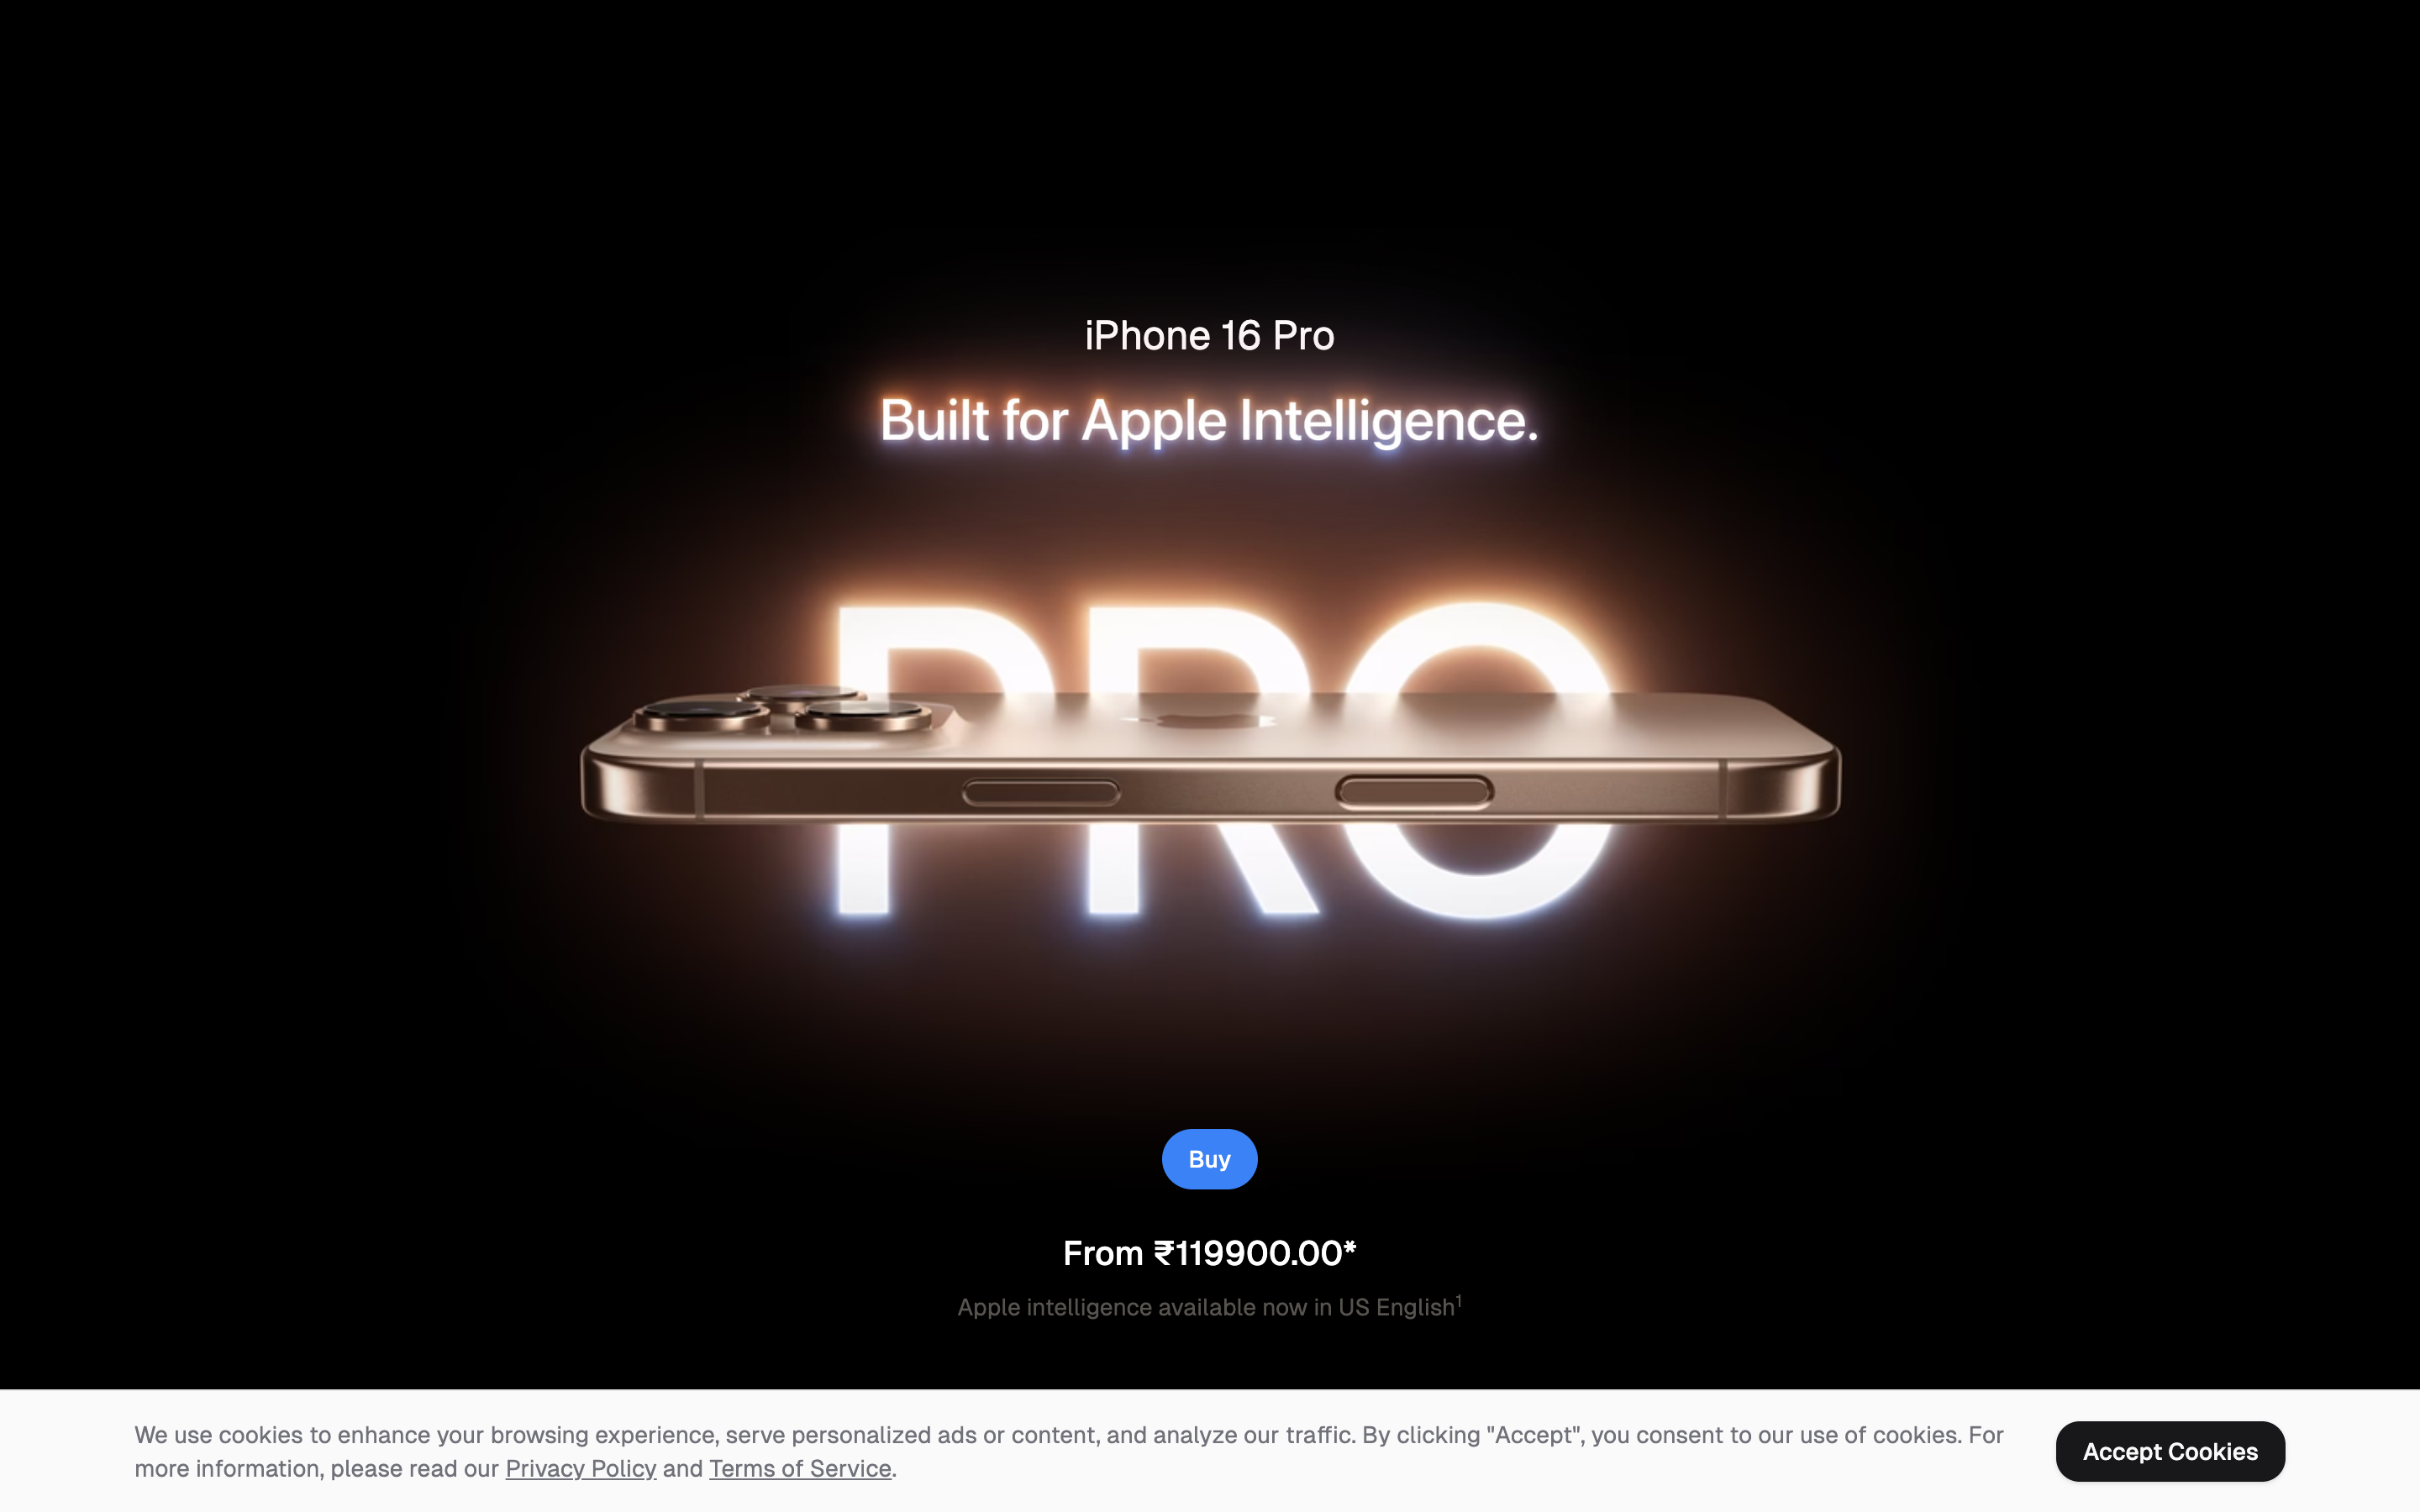 iPhone 16 Pro
Built for Apple Intelligence.
PRO
Buy
From ₹119900.00*
Apple intelligence available now in US English1
We use cookies to enhance your browsing experience, serve personalized ads or content, and analyze our traffic. By clicking "Accept", you consent to our use of cookies. For
more information, please read our Privacy Policy and Terms of Service.
Accept Cookies